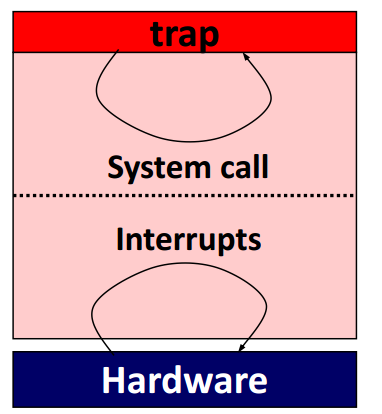 trap
System call
Interrupts
Hardware